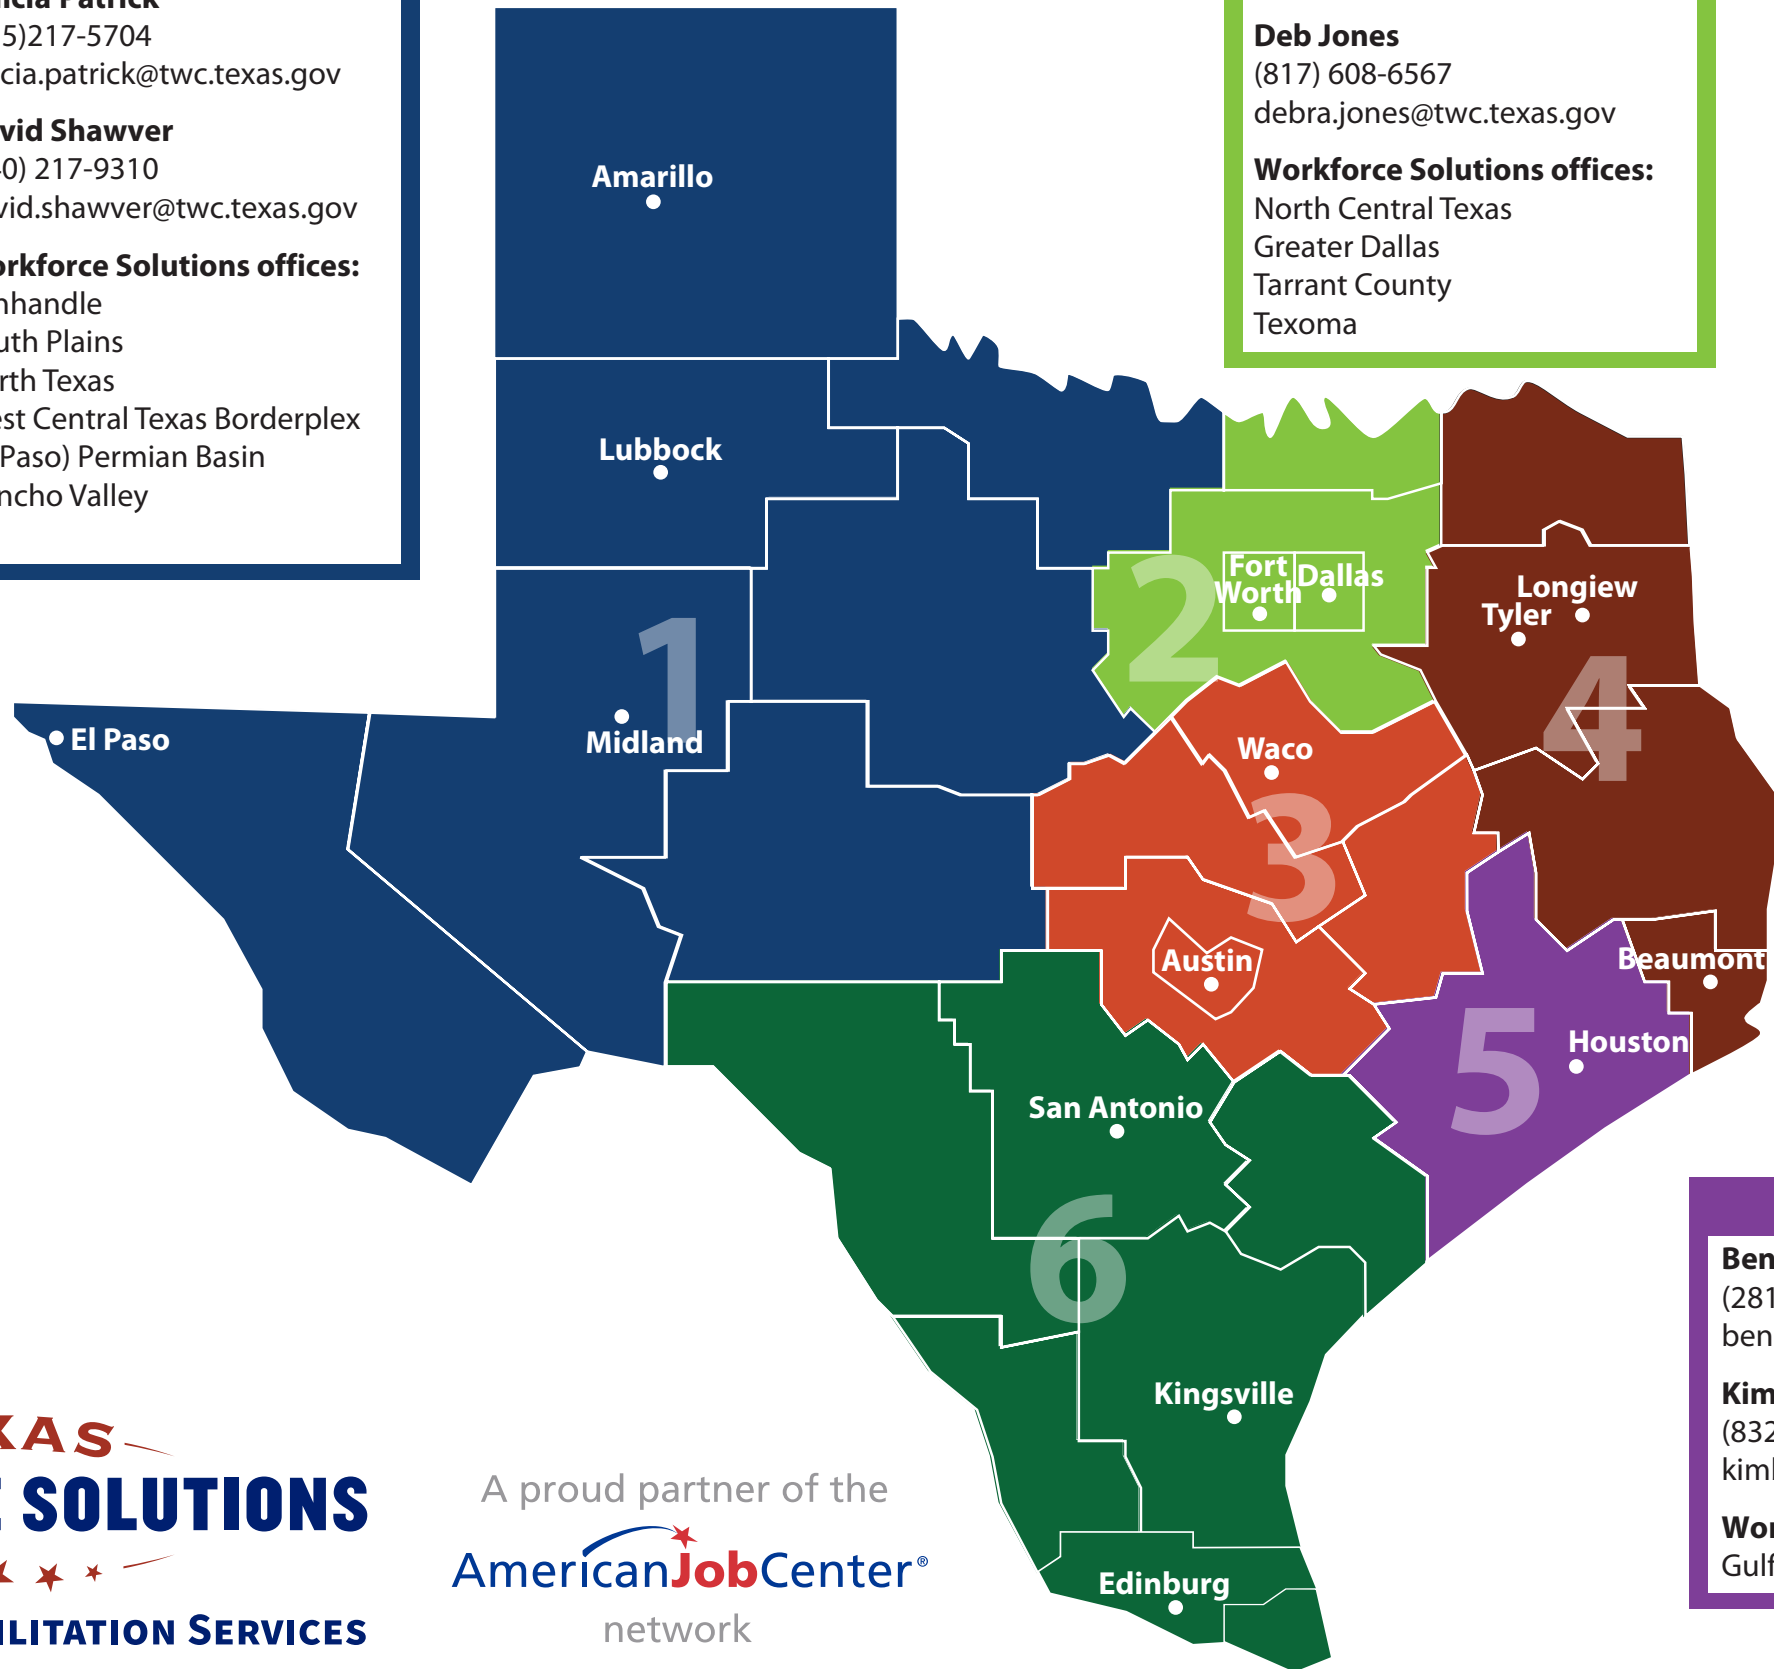 icia Patrick
5)217-5704
cia.patrick@twc.texas.gov
vid Shawver
0) 217-9310
vid.shawver@twc.texas.gov
orkforce Solutions offices:
nhandle
uth Plains
rth Texas
est Central Texas Borderplex
Paso) Permian Basin
ncho Valley
Deb Jones
(817) 608-6567
debra.jones@twc.texas.gov
Workforce Solutions offices:
North Central Texas
Greater Dallas
Tarrant County
Texoma
Amarillo
Lubbock
1
El Paso
Midland
2
Fort
Worth
Dallas
Longiew
Tyler
4
Waco
3
Austin
Beaumont
5
Houston
San Antonio
6
Kingsville
Edinburg
Ben
(281
ben
Kim
(832
kiml
Wor
Gulf
XAS
E SOLUTIONS
ILITATION SERVICES
A proud partner of the
AmericanJobCenter®
network